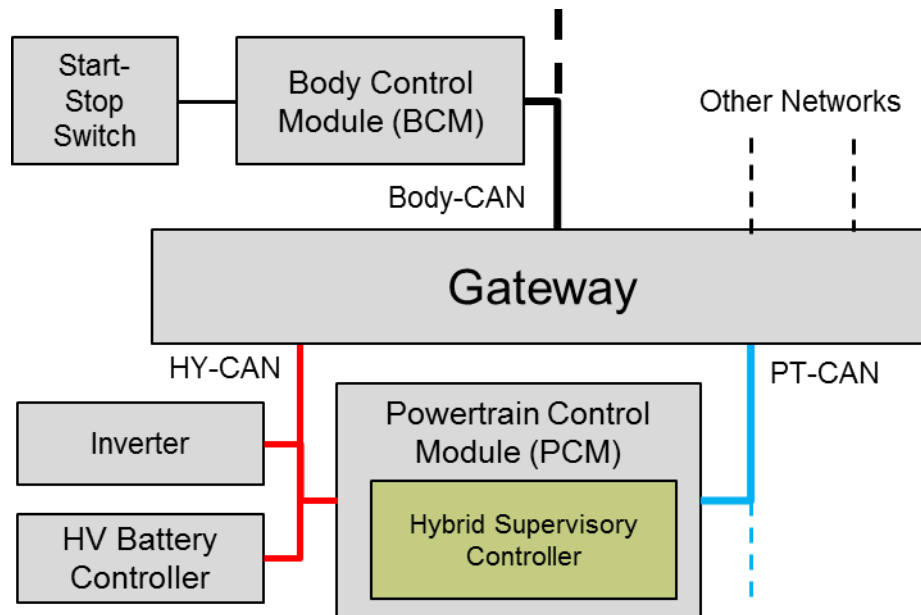 Start-
Stop
Switch
Body Control
Module (BCM)
Other Networks
Body-CAN
Gateway
HY-CAN
PT-CAN
Inverter
Powertrain Control
Module (PCM)
HV Battery
Controller
Hybrid Supervisory
Controller